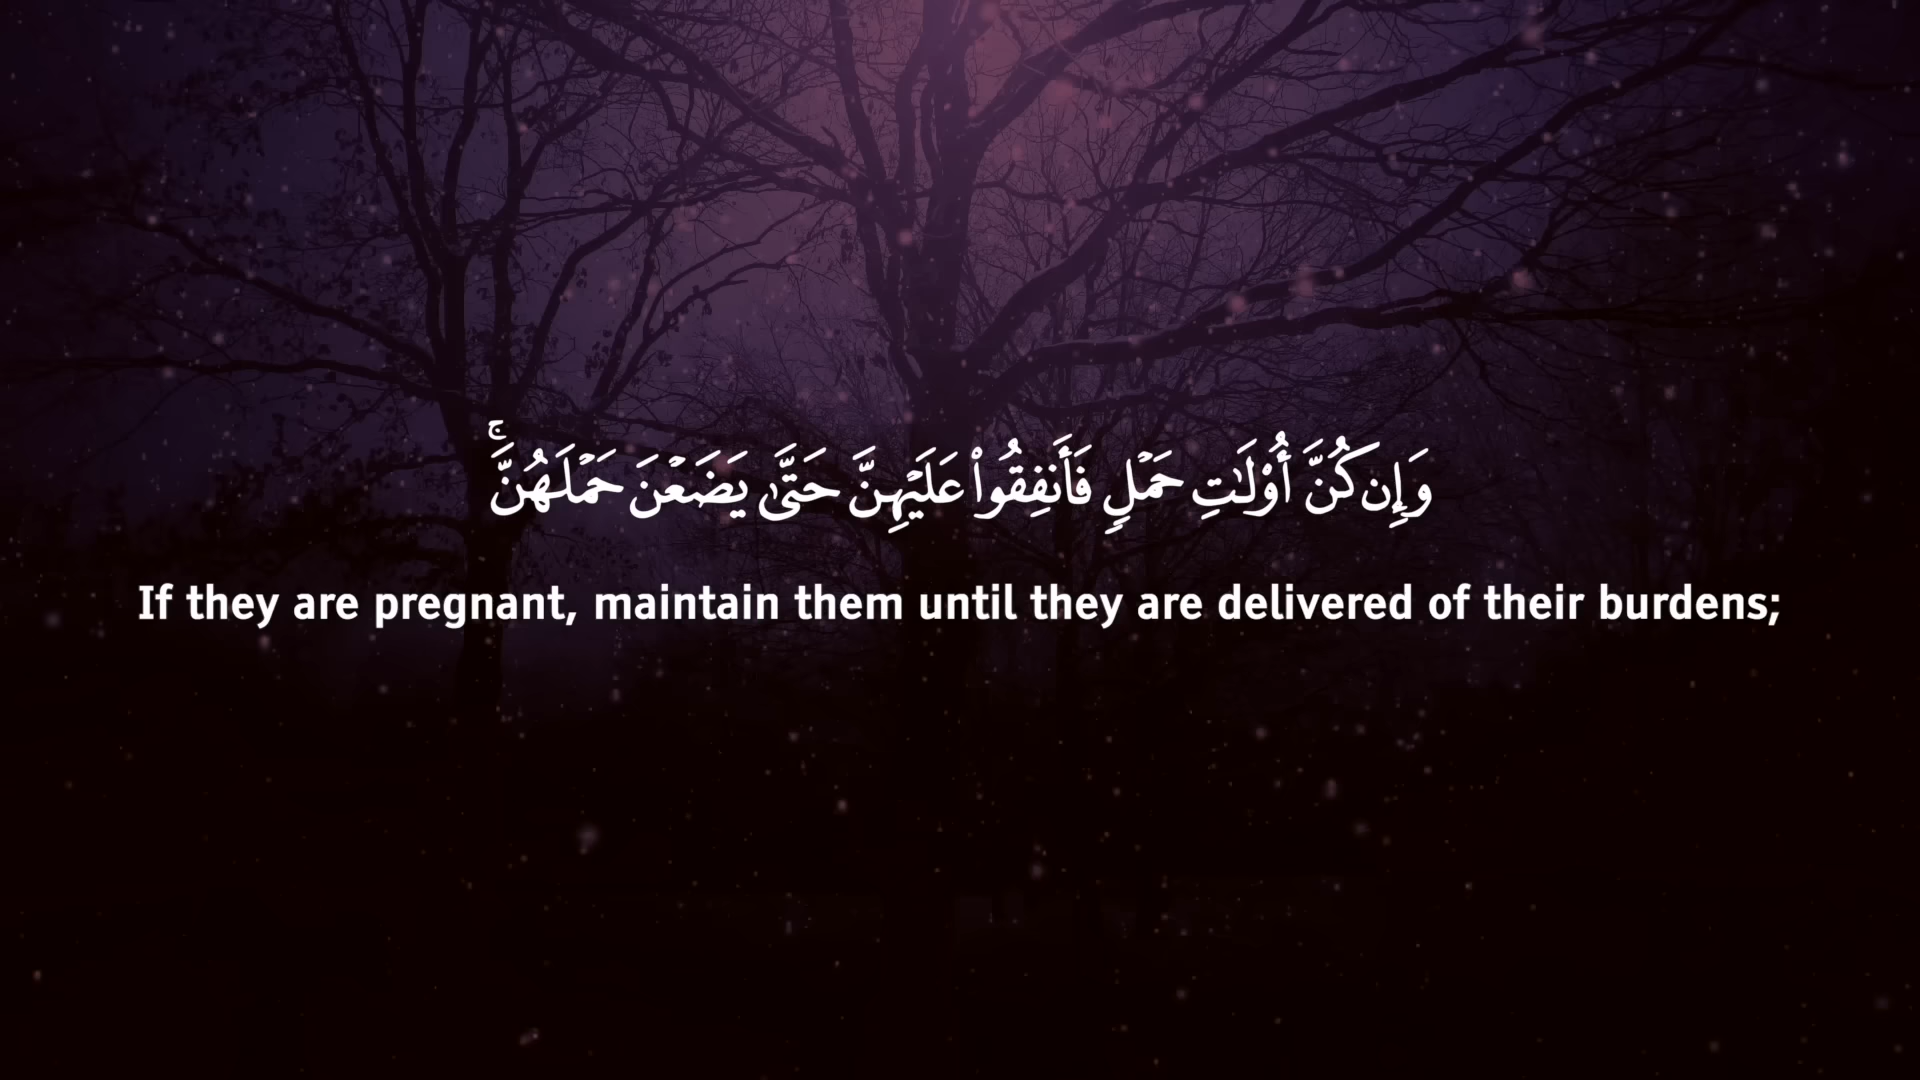 وَإِن كُنَّ أُو۟لَـٰتِ حَمْلٍ فَأَنفِقُوا۟ عَلَيْهِنَّ حَتَّىٰ يَضَعْنَ حَمْلَهُنَّ ۚ
If they are pregnant, maintain them until they are delivered of their burdens;